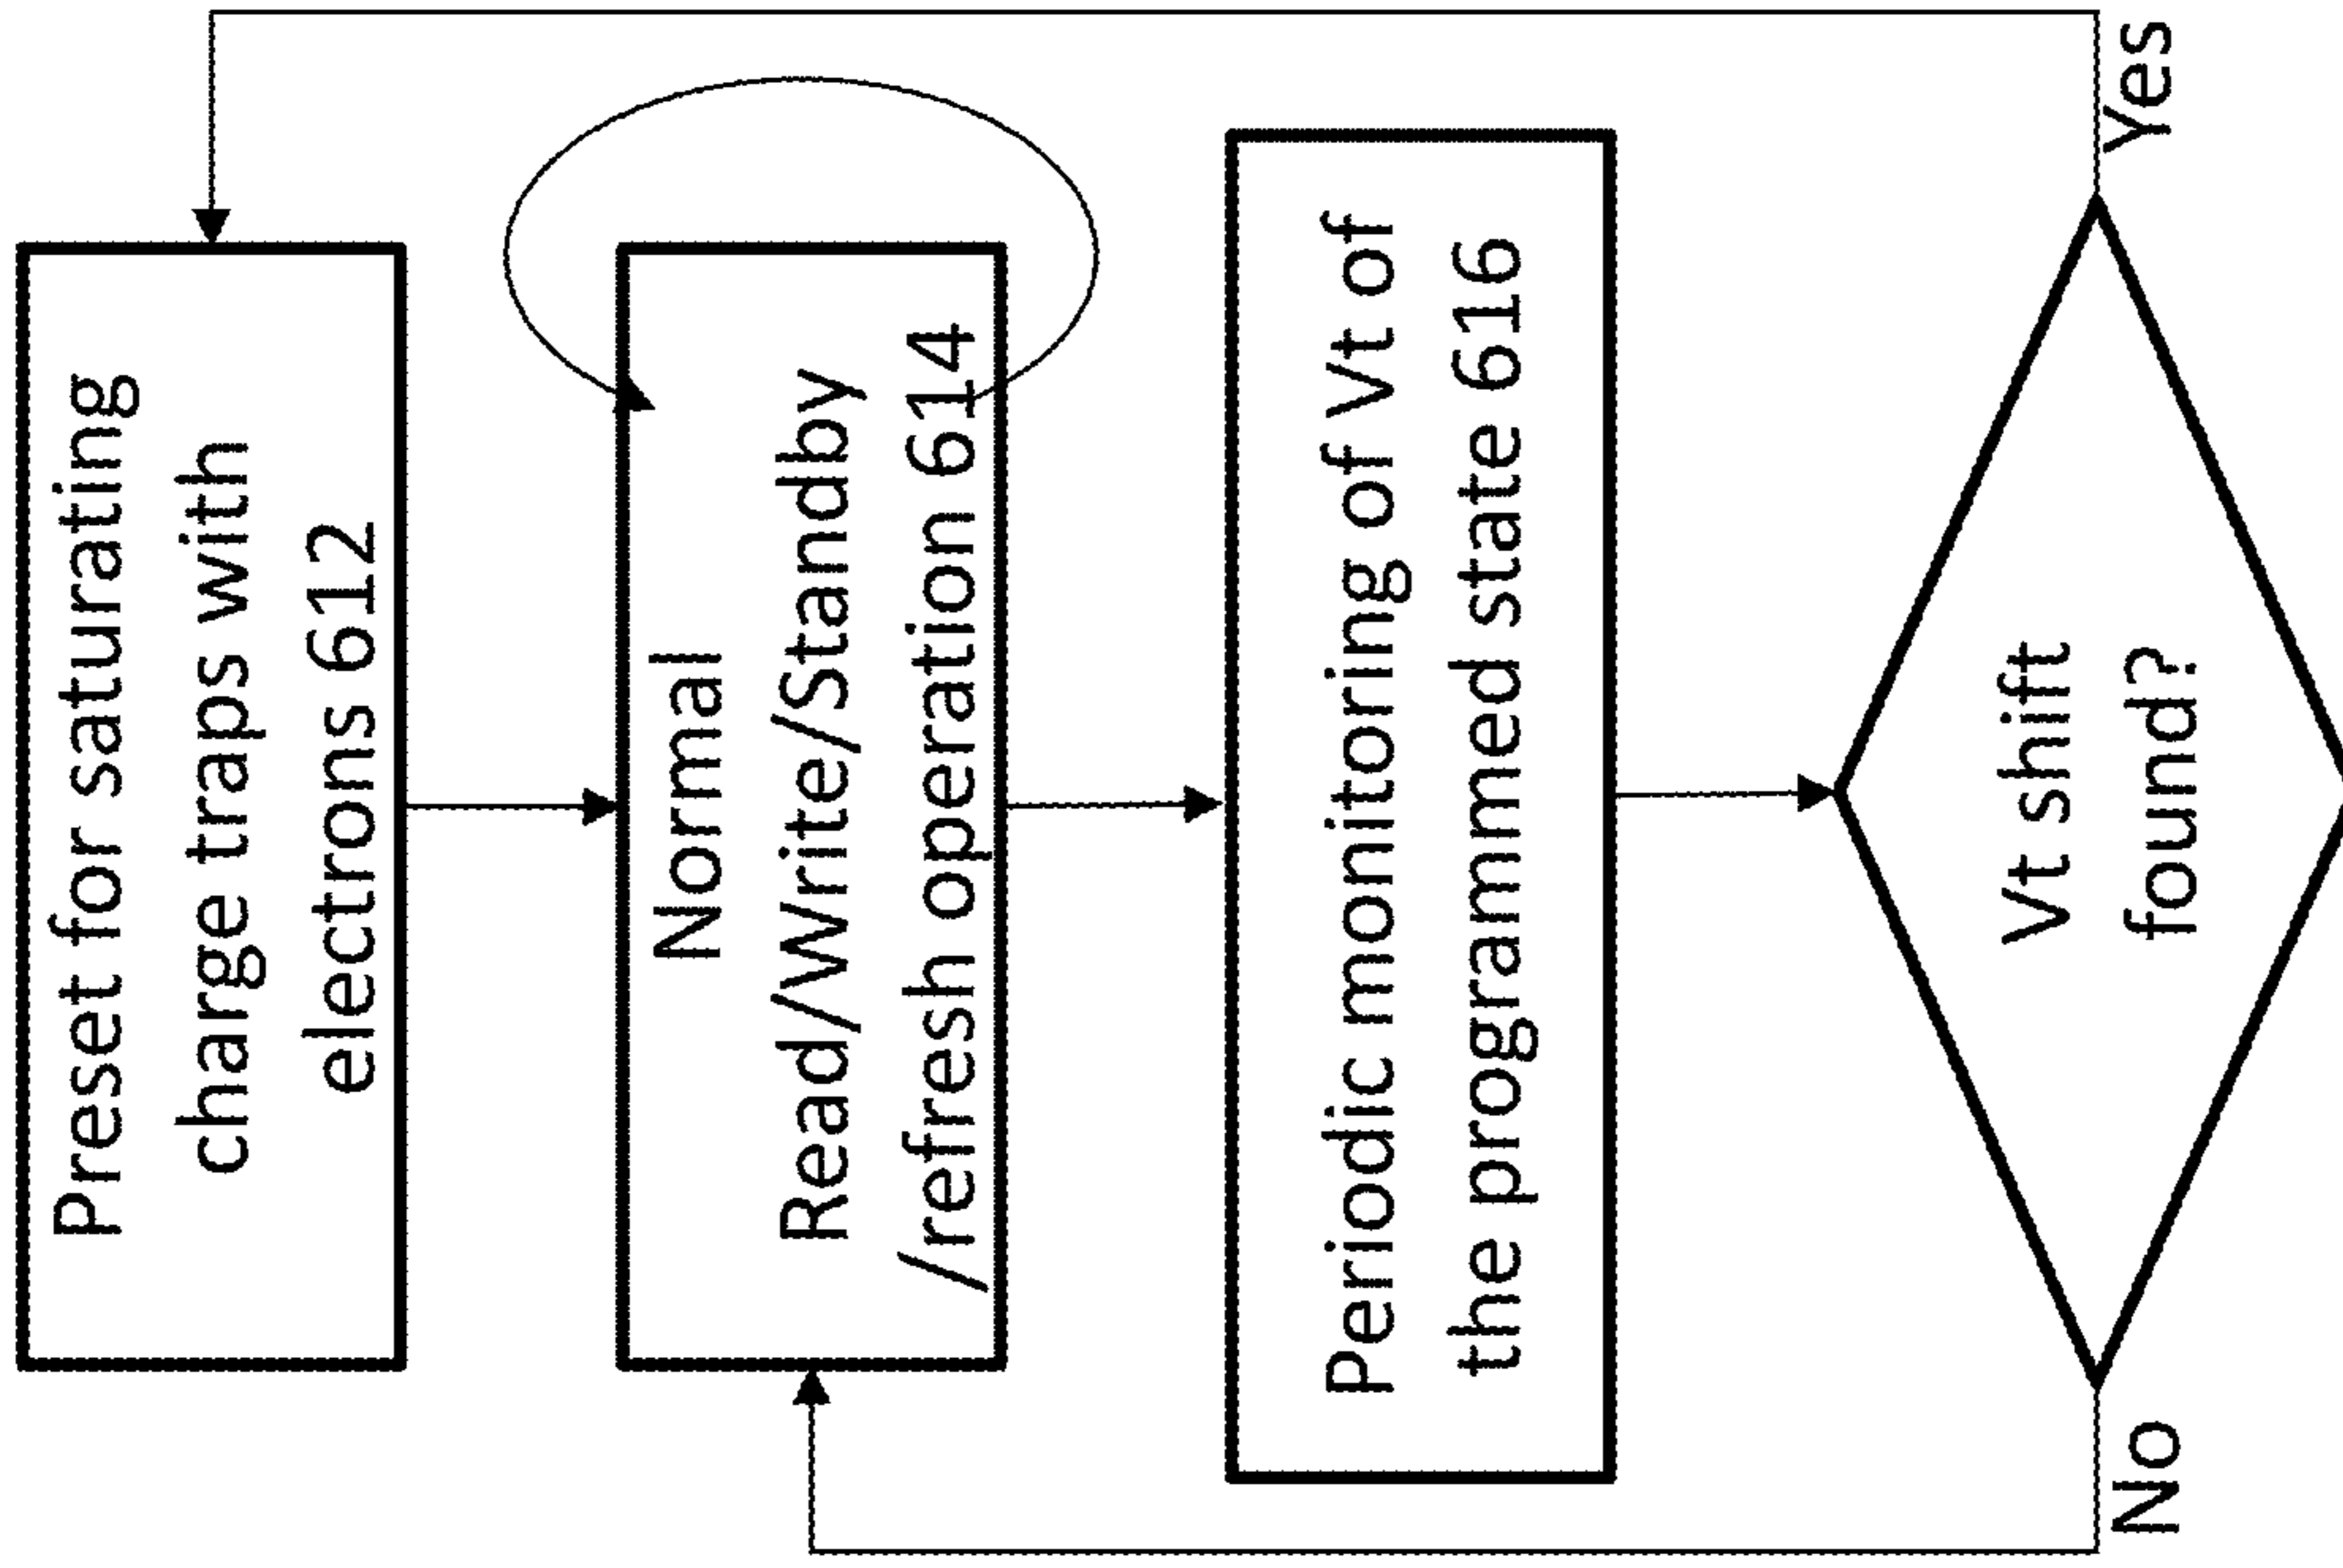 Preset for saturating
charge traps with
electrons 612
Normal
Read/Write/Standby
/refresh operation 614
Periodic monitoring of Vt of
the programmed state 616
Vt shift
found?
No
Yes